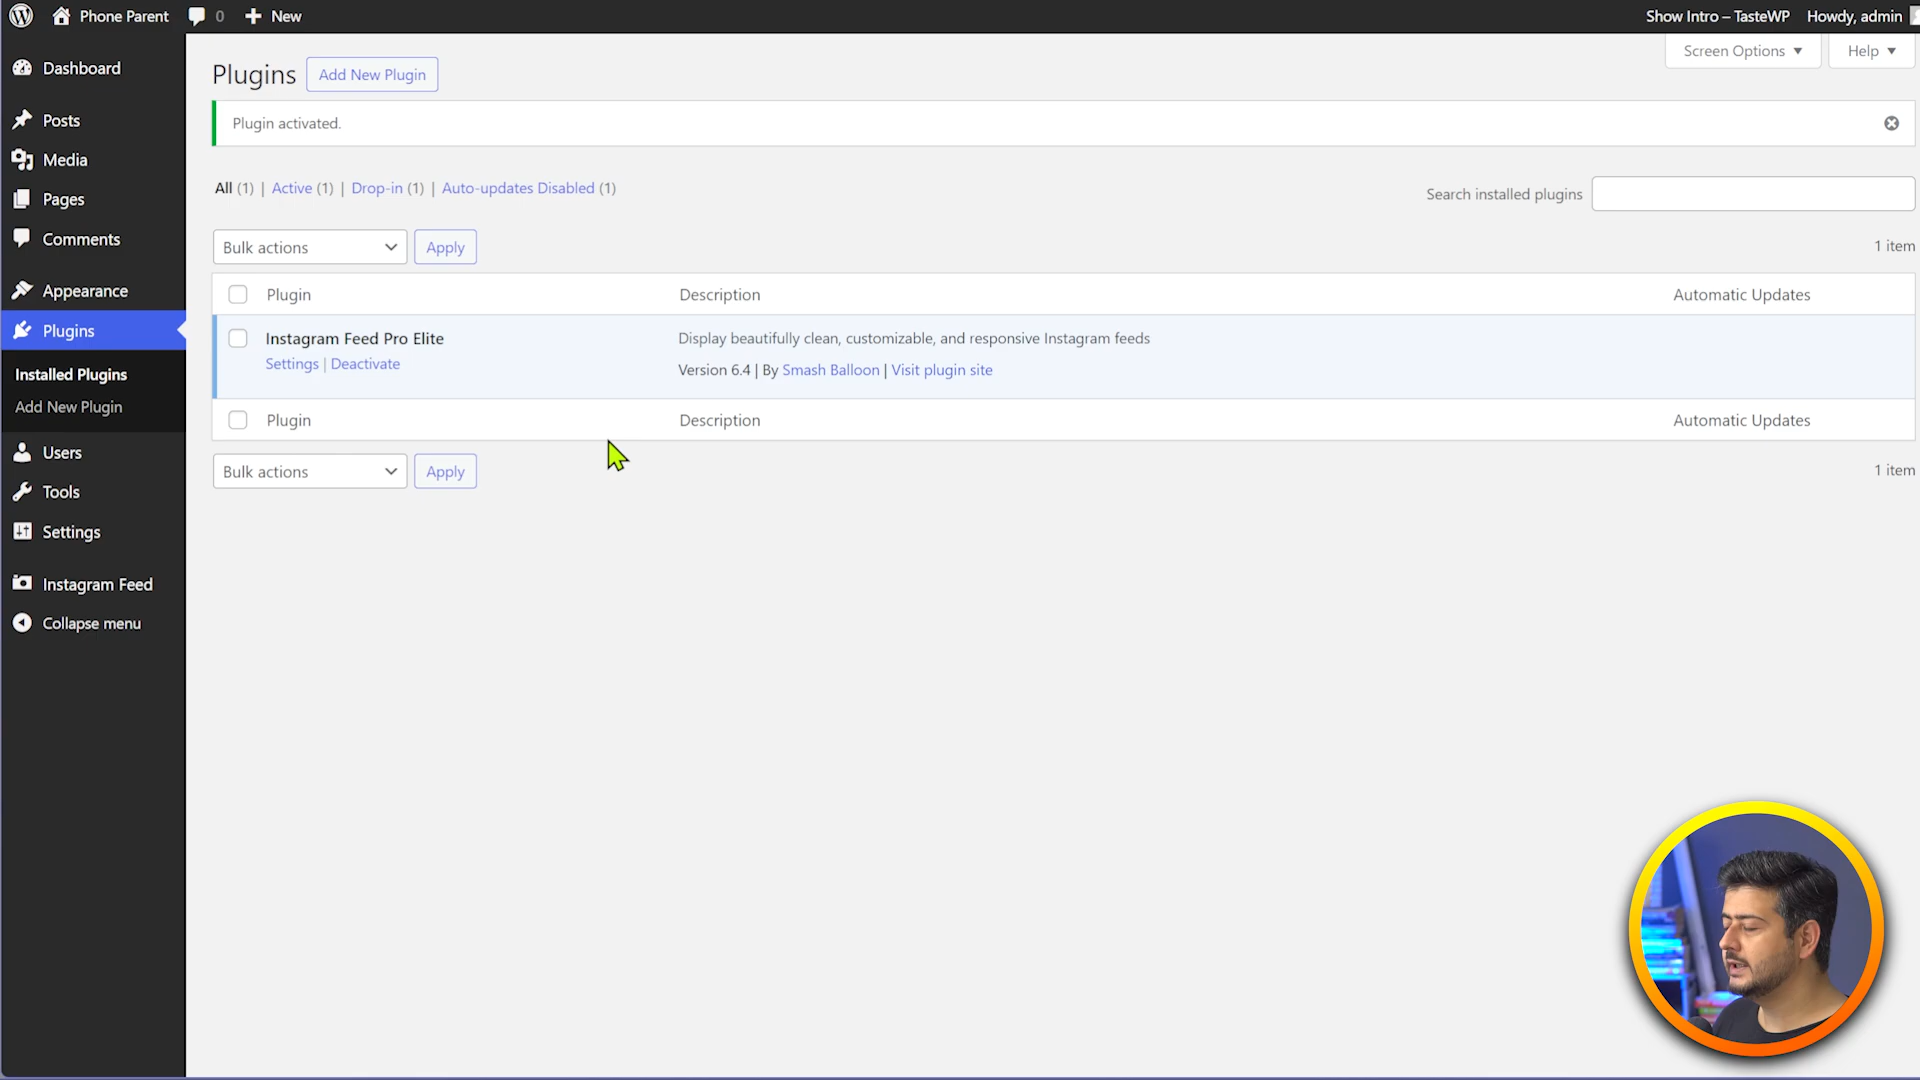 Phone Parent 0 New Show Intro – TasteWP Howdy, admin
Screen Options Help
Dashboard
Posts
Media
Pages
Comments
Appearance
Plugins
Installed Plugins
Add New Plugin
Users
Tools
Settings
Instagram Feed
Collapse menu
Plugins Add New Plugin
Plugin activated.
All (1) | Active (1) | Drop-in (1) | Auto-updates Disabled (1)
Search installed plugins
Bulk actions Apply 1 item
Plugin Description Automatic Updates
Instagram Feed Pro Elite Display beautifully clean, customizable, and responsive Instagram feeds
Settings | Deactivate Version 6.4 | By Smash Balloon | Visit plugin site
Plugin Description Automatic Updates
Bulk actions Apply 1 item